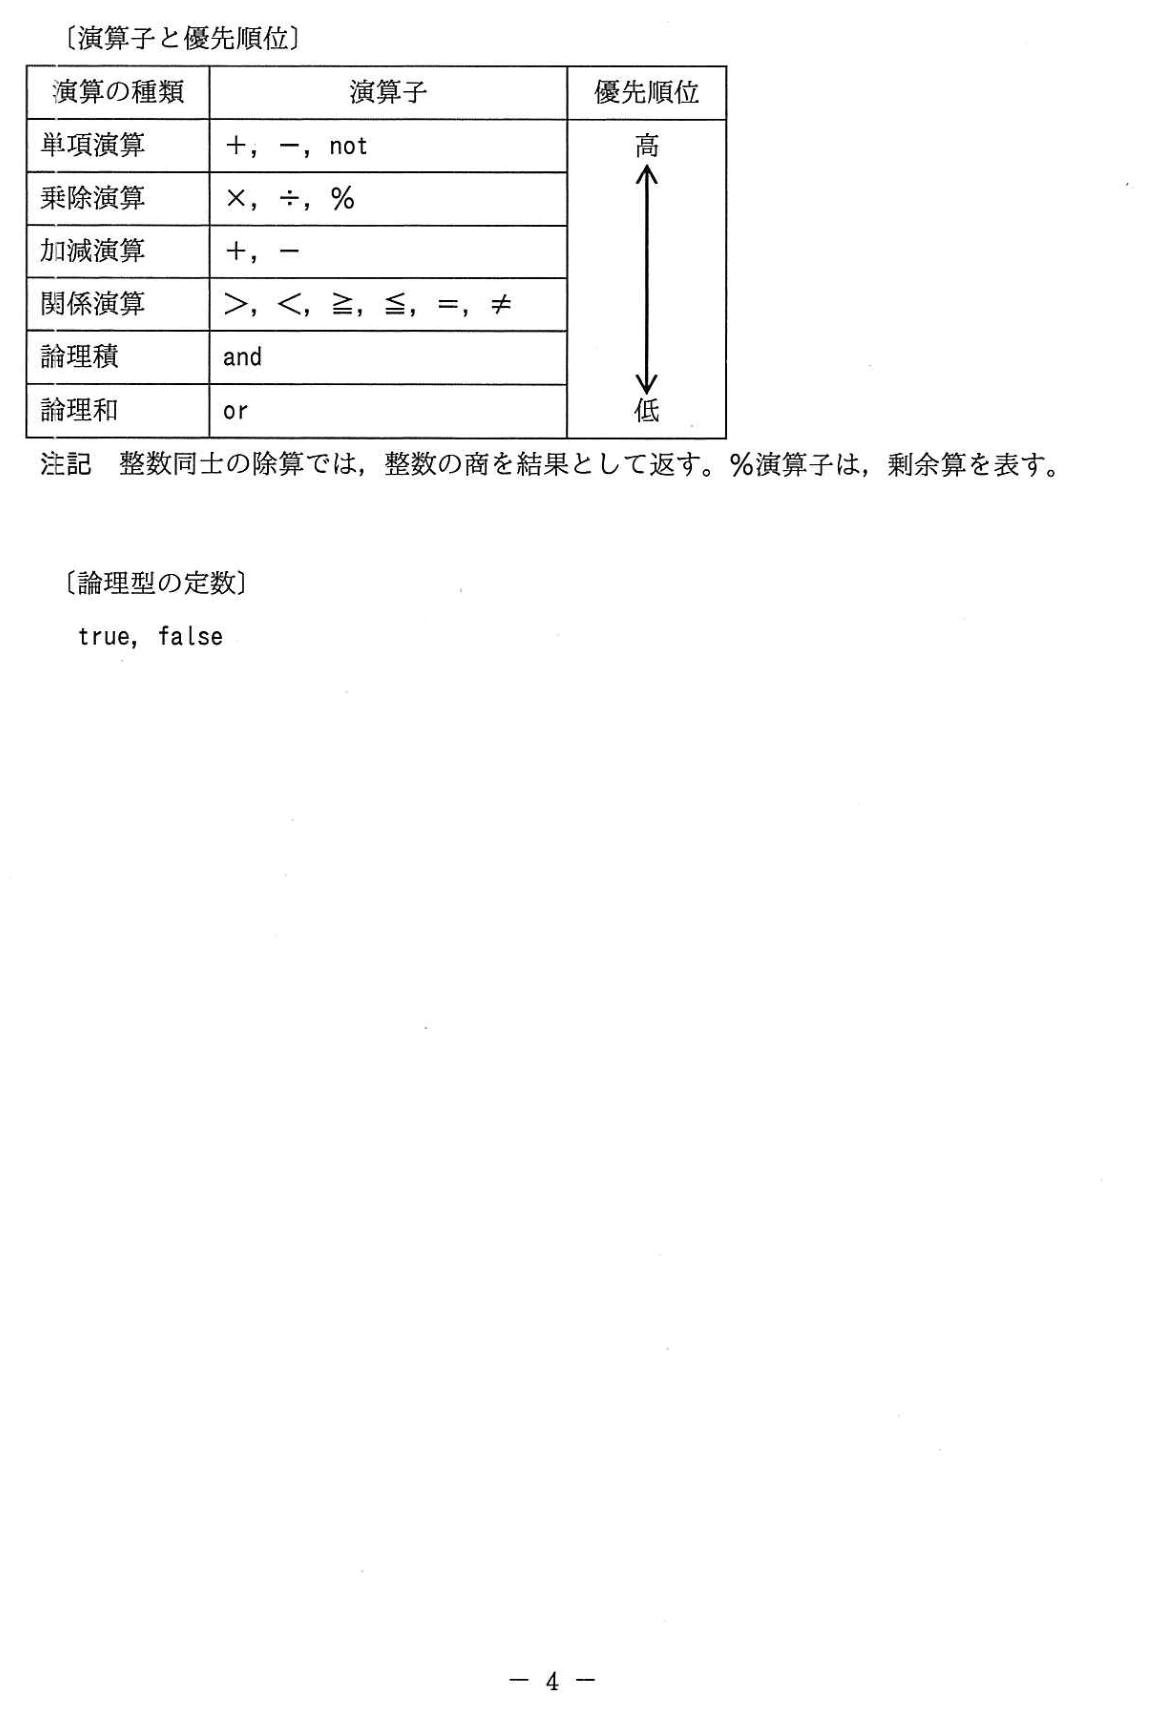 〔演算子と優先順位〕
演算の種類 演算子 優先順位
単項演算 ＋，－，not 高
乗除演算 ×，÷，％
加減演算 ＋，－
関係演算 ＞，＜，≧，≦，＝，≠
論理積 and
論理和 or 低
注記　整数同士の除算では，整数の商を結果として返す。％演算子は，剰余算を表す。
〔論理型の定数〕
true，false
－ 4 －